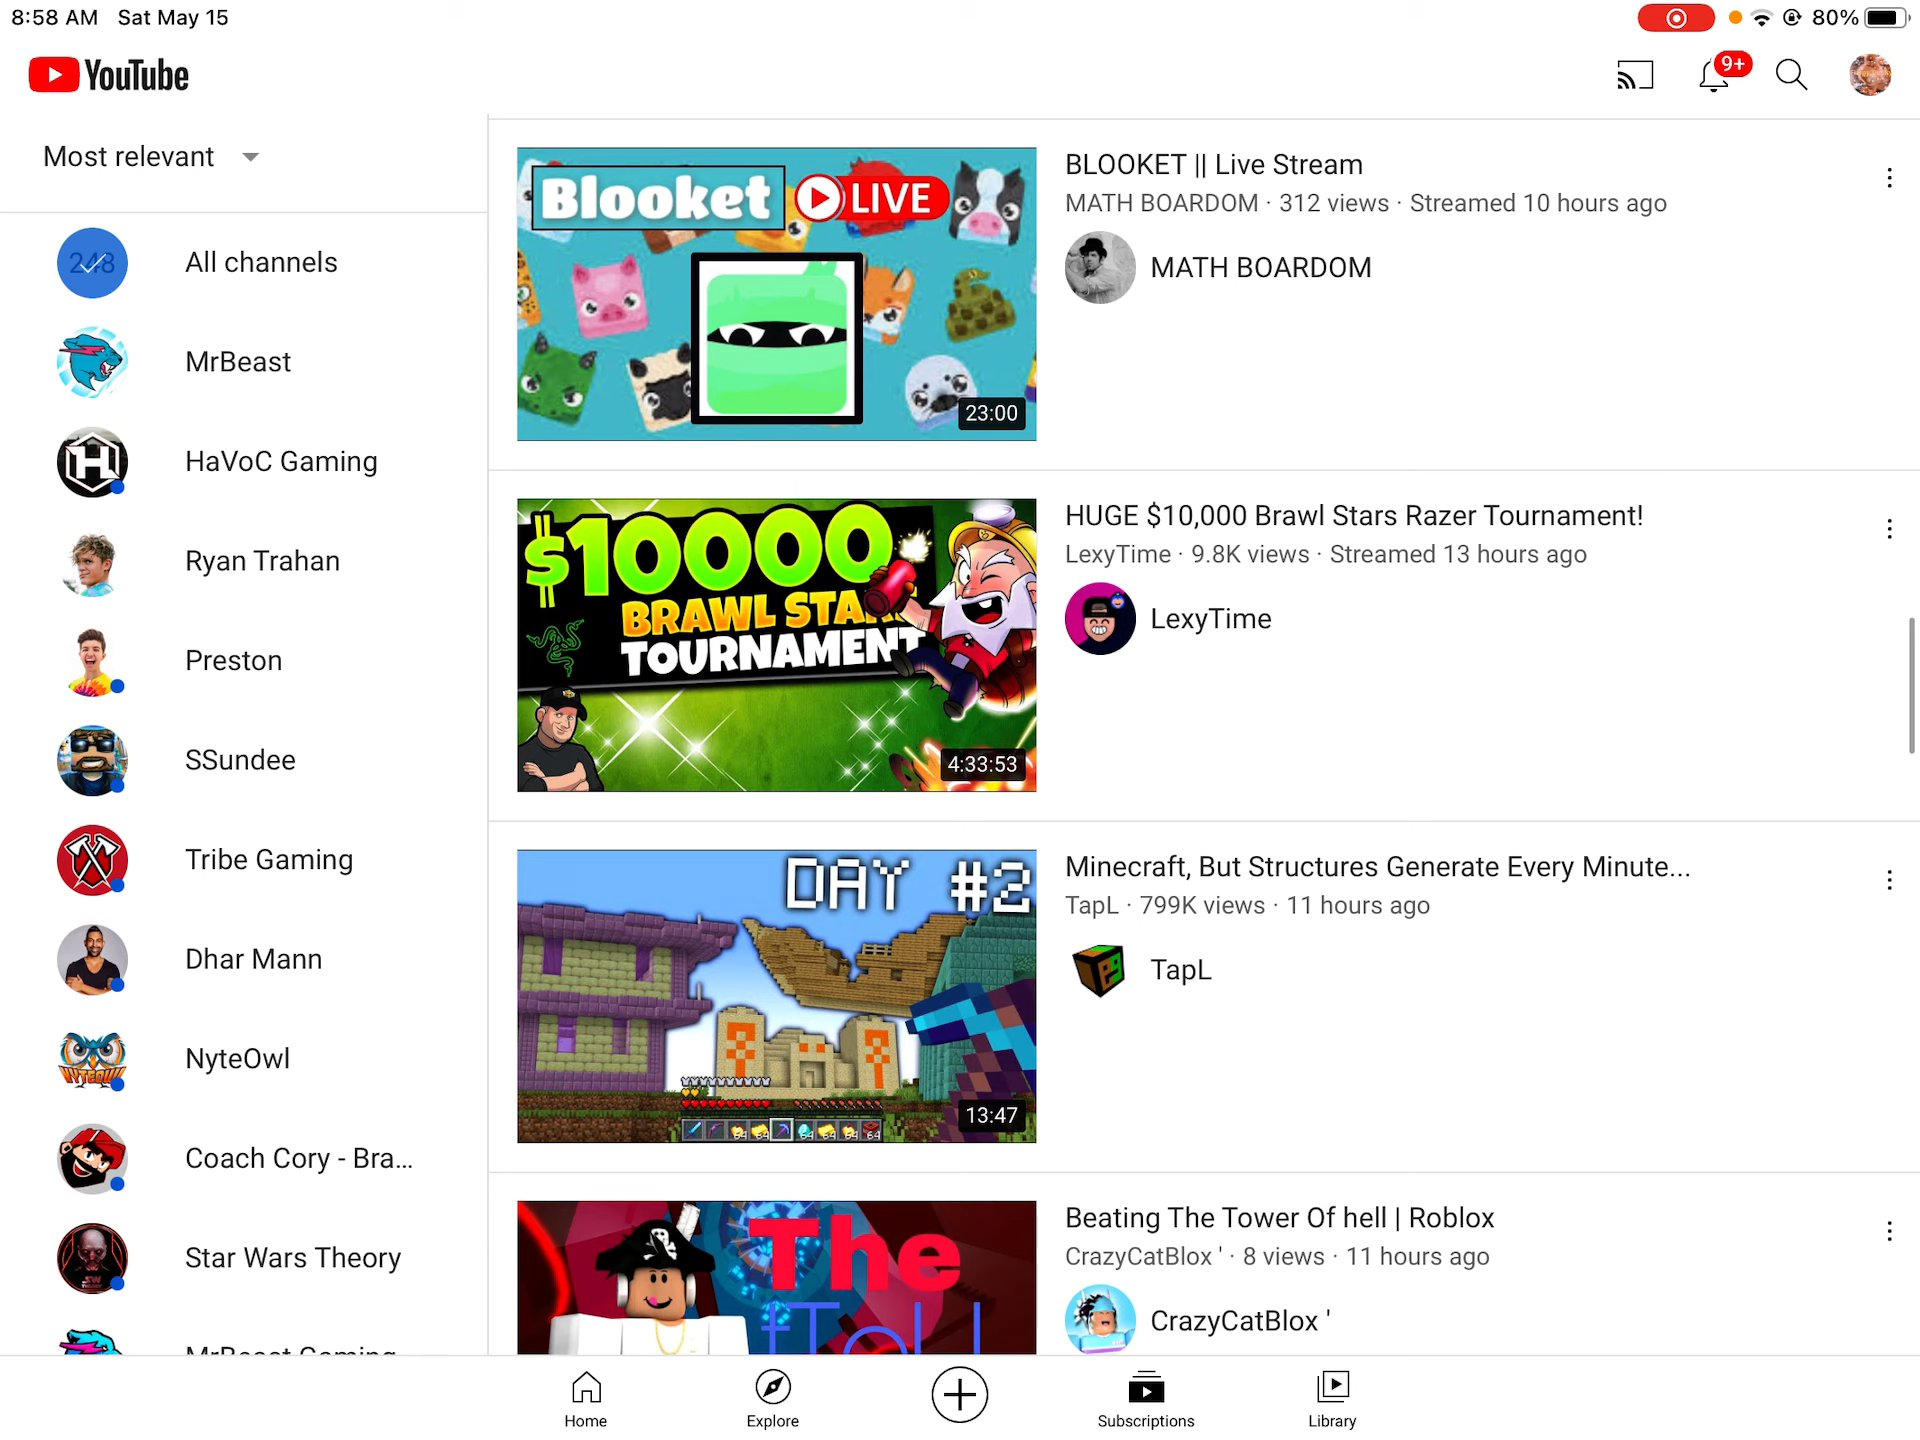 8:58 AM Sat May 15
80%
YouTube
9+
Most relevant
248
All channels
MrBeast
HaVoC Gaming
Ryan Trahan
Preston
SSundee
Tribe Gaming
Dhar Mann
NyteOwl
Coach Cory - Bra...
Star Wars Theory
MrBeast Gaming
Blooket
LIVE
23:00
BLOOKET || Live Stream
MATH BOARDOM · 312 views · Streamed 10 hours ago
MATH BOARDOM
$10000
BRAWL STA
TOURNAMENT
4:33:53
HUGE $10,000 Brawl Stars Razer Tournament!
LexyTime · 9.8K views · Streamed 13 hours ago
LexyTime
DAY #2
13:47
Minecraft, But Structures Generate Every Minute...
TapL · 799K views · 11 hours ago
TapL
The
Beating The Tower Of hell | Roblox
CrazyCatBlox ' · 8 views · 11 hours ago
CrazyCatBlox '
Home
Explore
Subscriptions
Library